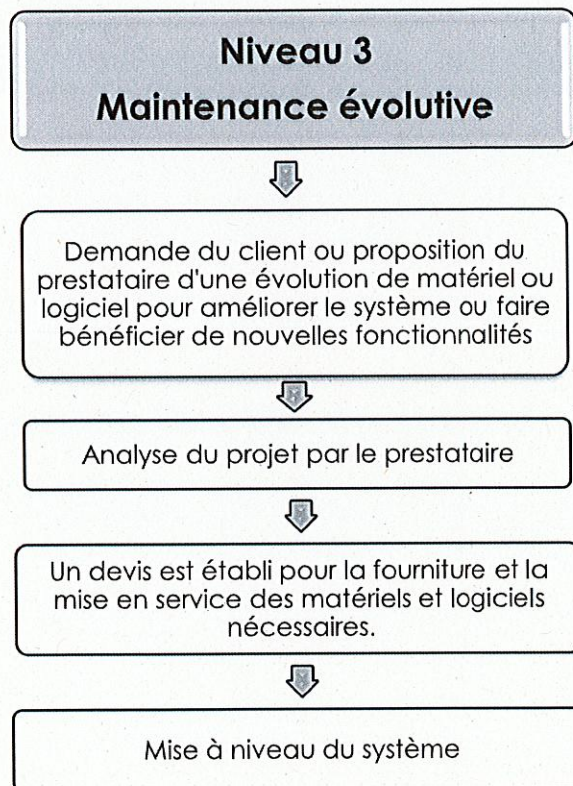 Niveau 3
Maintenance évolutive
Demande du client ou proposition du
prestataire d'une évolution de matériel ou
logiciel pour améliorer le système ou faire
bénéficier de nouvelles fonctionnalités
Analyse du projet par le prestataire
Un devis est établi pour la fourniture et la
mise en service des matériels et logiciels
nécessaires.
Mise à niveau du système